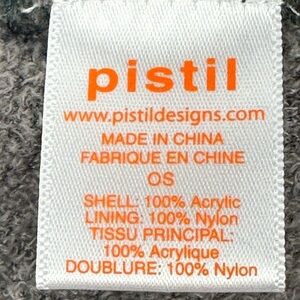 pistil
www.pistildesigns.com
MADE IN CHINA
FABRIQUE EN CHINE
OS
SHELL: 100% Acrylic
LINING: 100% Nylon
TISSU PRINCIPAL:
100% Acrylique
DOUBLURE: 100% Nylon